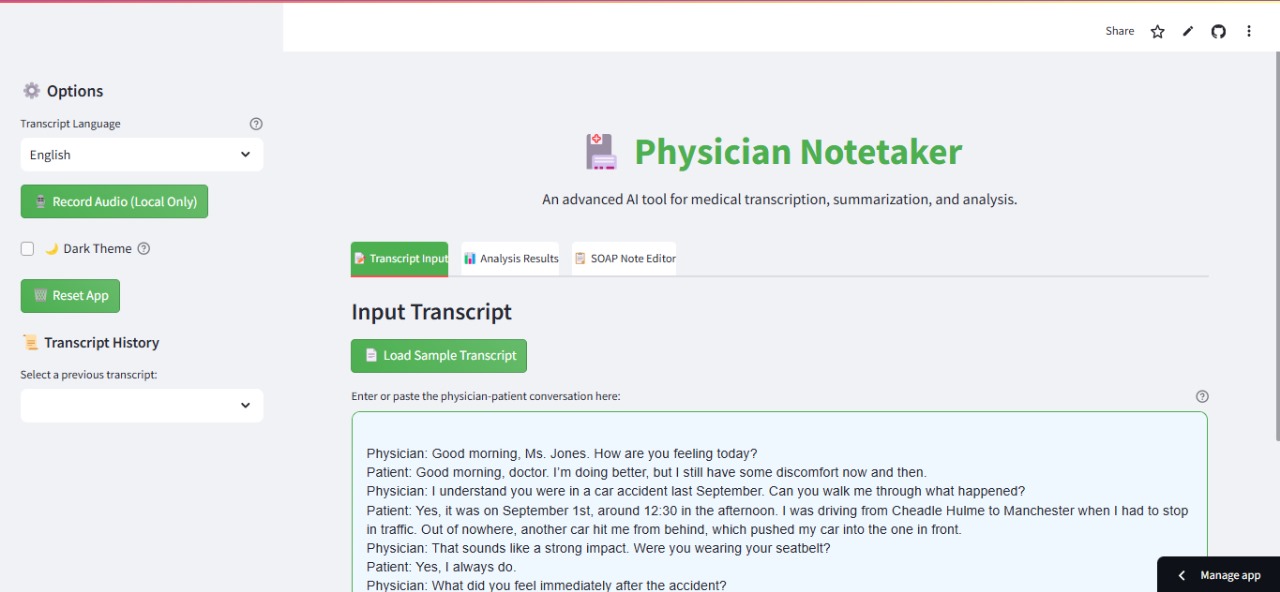 Share
Options
Transcript Language
English
Record Audio (Local Only)
Dark Theme
Reset App
Transcript History
Select a previous transcript:
Physician Notetaker
An advanced AI tool for medical transcription, summarization, and analysis.
Transcript Input
Analysis Results
SOAP Note Editor
Input Transcript
Load Sample Transcript
Enter or paste the physician-patient conversation here:
Physician: Good morning, Ms. Jones. How are you feeling today?
Patient: Good morning, doctor. I'm doing better, but I still have some discomfort now and then.
Physician: I understand you were in a car accident last September. Can you walk me through what happened?
Patient: Yes, it was on September 1st, around 12:30 in the afternoon. I was driving from Cheadle Hulme to Manchester when I had to stop
in traffic. Out of nowhere, another car hit me from behind, which pushed my car into the one in front.
Physician: That sounds like a strong impact. Were you wearing your seatbelt?
Patient: Yes, I always do.
Physician: What did you feel immediately after the accident?
Manage app